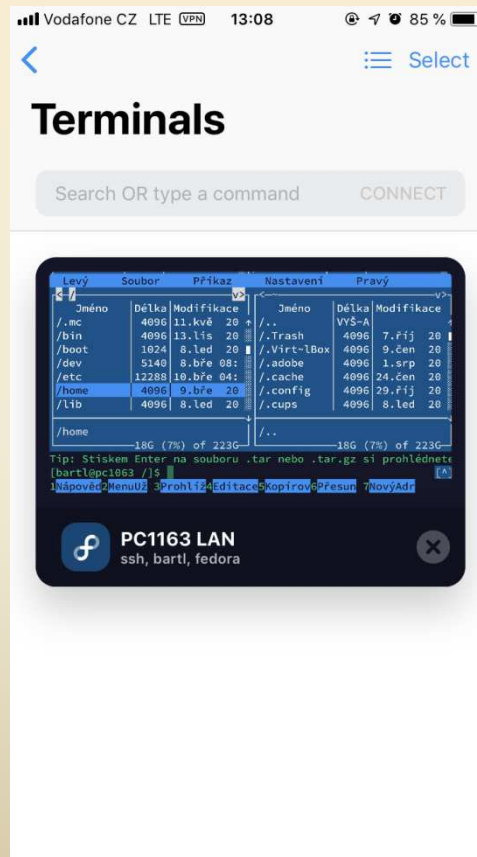 Vodafone CZ LTE VPN 13:08 85 %
Select
Terminals
Search OR type a command CONNECT
Levý Soubor Příkaz Nastavení Pravý
<-/ v> <- v>
Jméno Délka Modifikace Jméno Délka Modifikace
/.mc 4096 11.kvě 20 /.. VYŠ-A
/bin 4096 13.lis 20 /.Trash 4096 7.říj 20
/boot 1024 8.led 20 /.Virt~lBox 4096 9.čen 20
/dev 5140 8.bře 08: /.adobe 4096 1.srp 20
/etc 12288 10.bře 04: /.cache 4096 24.čen 20
/home 4096 9.bře 20 /.config 4096 29.říj 20
/lib 4096 8.led 20 /.cups 4096 8.led 20
/home /..
18G (7%) of 223G 18G (7%) of 223G
Tip: Stiskem Enter na souboru .tar nebo .tar.gz si prohlédnete
[bartl@pc1063 /]$ [^]
1Nápověd2MenuUž 3Prohlíž4Editace5Kopírov6Přesun 7NovýAdr
PC1163 LAN
ssh, bartl, fedora